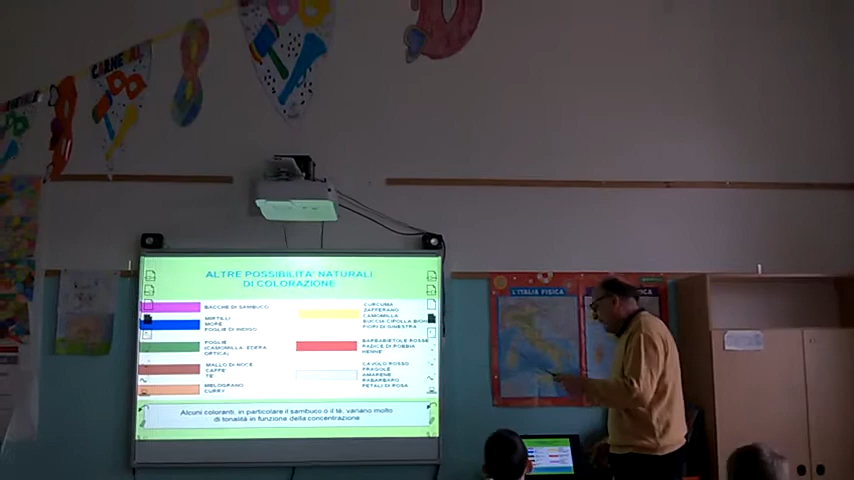 CARNEVAL
ALTRE POSSIBILITA' NATURALI
DI COLORAZIONE
BACCHE DI SAMBUCO
MIRTILLI
MORE
FOGLIE DI INDIGO
FOGLIE
(CAMOMILLA, EDERA
ORTICA)
MALLO DI NOCE
CAFFE'
TE'
MELOGRANO
CURRY
CURCUMA
ZAFFERANO
CAMOMILLA
BUCCIA CIPOLLA BION
FIORI DI GINESTRA
BARBABIETOLE ROSSE
RADICE DI ROBBIA
HENNE'
CAVOLO ROSSO
FRAGOLE
AMARENE
RABARBARO
PETALI DI ROSA
Alcuni coloranti, in particolare il sambuco o il tè, variano molto
di tonalità in funzione della concentrazione
L'ITALIA FISICA